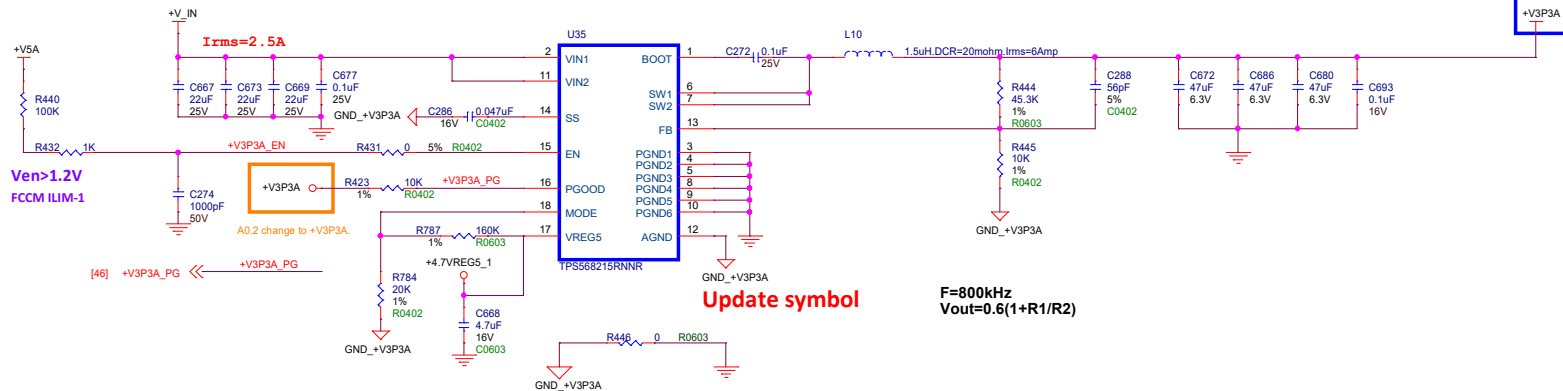 +V_IN
+V3P3A
+V5A
Irms=2.5A
U35
L10
C272 0.1uF
25V
1.5uH.DCR=20mohm.Irms=6Amp
2 VIN1 BOOT 1
11 VIN2
C667
22uF
25V
C673
22uF
25V
C669
22uF
25V
C677
0.1uF
25V
R440
100K
SW1 6
SW2 7
R444
45.3K
1%
R0603
C288
56pF
5%
C0402
C672
47uF
6.3V
C686
47uF
6.3V
C680
47uF
6.3V
C693
0.1uF
16V
GND_+V3P3A
C286 0.047uF
16V C0402
14 SS
FB 13
R432 1K
+V3P3A_EN
R431 0 5% R0402
15 EN
PGND1 3
PGND2 4
PGND3 5
PGND4 8
PGND5 9
PGND6 10
R445
10K
1%
R0402
Ven>1.2V
FCCM ILIM-1
C274
1000pF
50V
+V3P3A
R423 10K
1% R0402
+V3P3A_PG
16 PGOOD
18 MODE
A0.2 change to +V3P3A.
R787 160K
1% R0603
17 VREG5
AGND 12
GND_+V3P3A
TPS568215RNNR
GND_+V3P3A
[46] +V3P3A_PG
+V3P3A_PG
+4.7VREG5_1
R784
20K
1%
R0402
C668
4.7uF
16V
C0603
GND_+V3P3A
Update symbol
F=800kHz
Vout=0.6(1+R1/R2)
R446 0 R0603
GND_+V3P3A